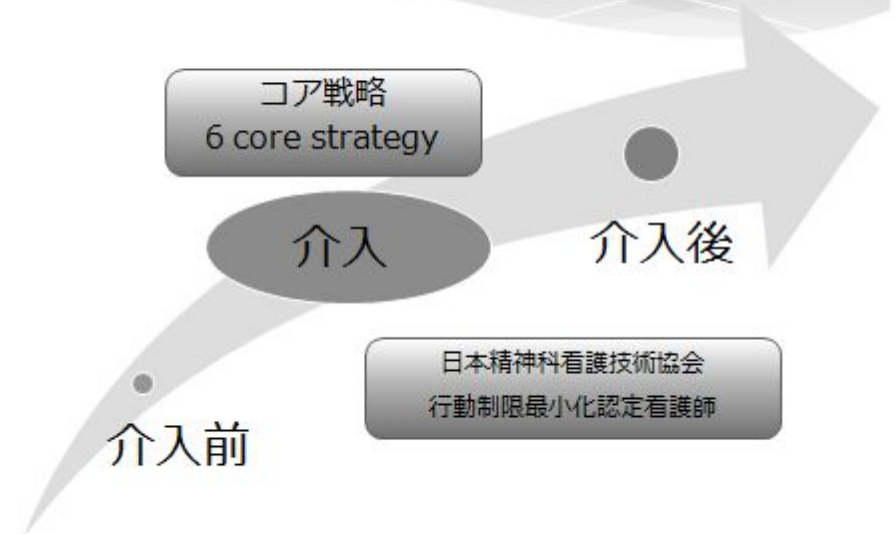 コア戦略
6 core strategy
介入
介入後
日本精神科看護技術協会
行動制限最小化認定看護師
介入前